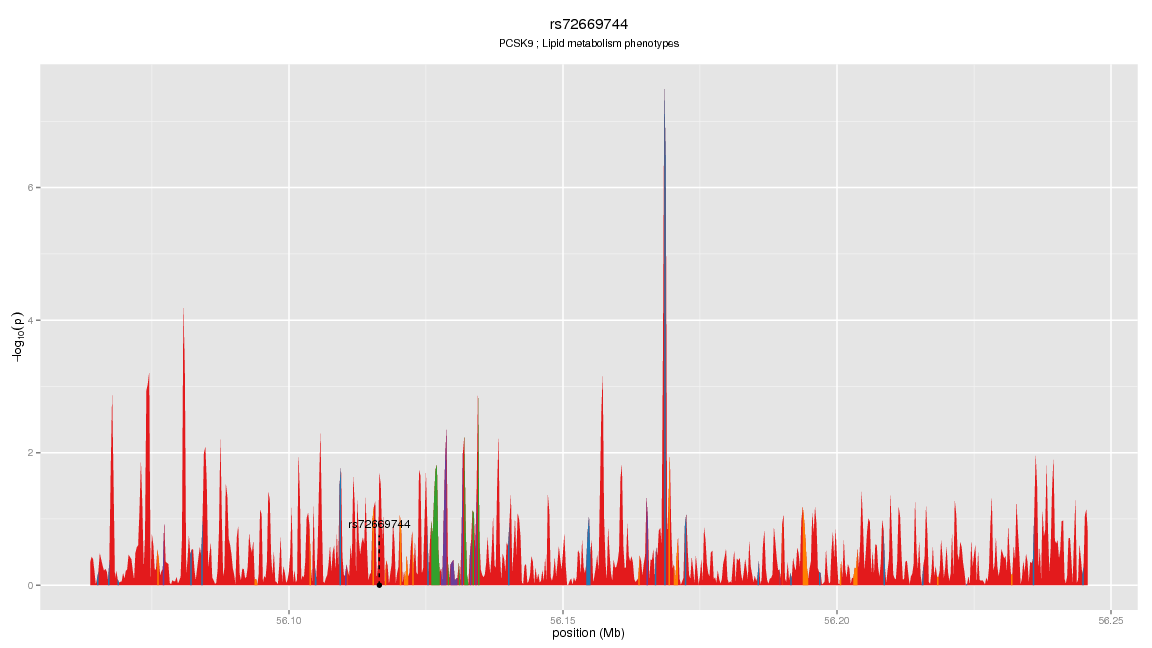 rs72669744
PCSK9 ; Lipid metabolism phenotypes
6
4
2
0
−log10(p)
rs72669744
56.10 56.15 56.20 56.25
position (Mb)